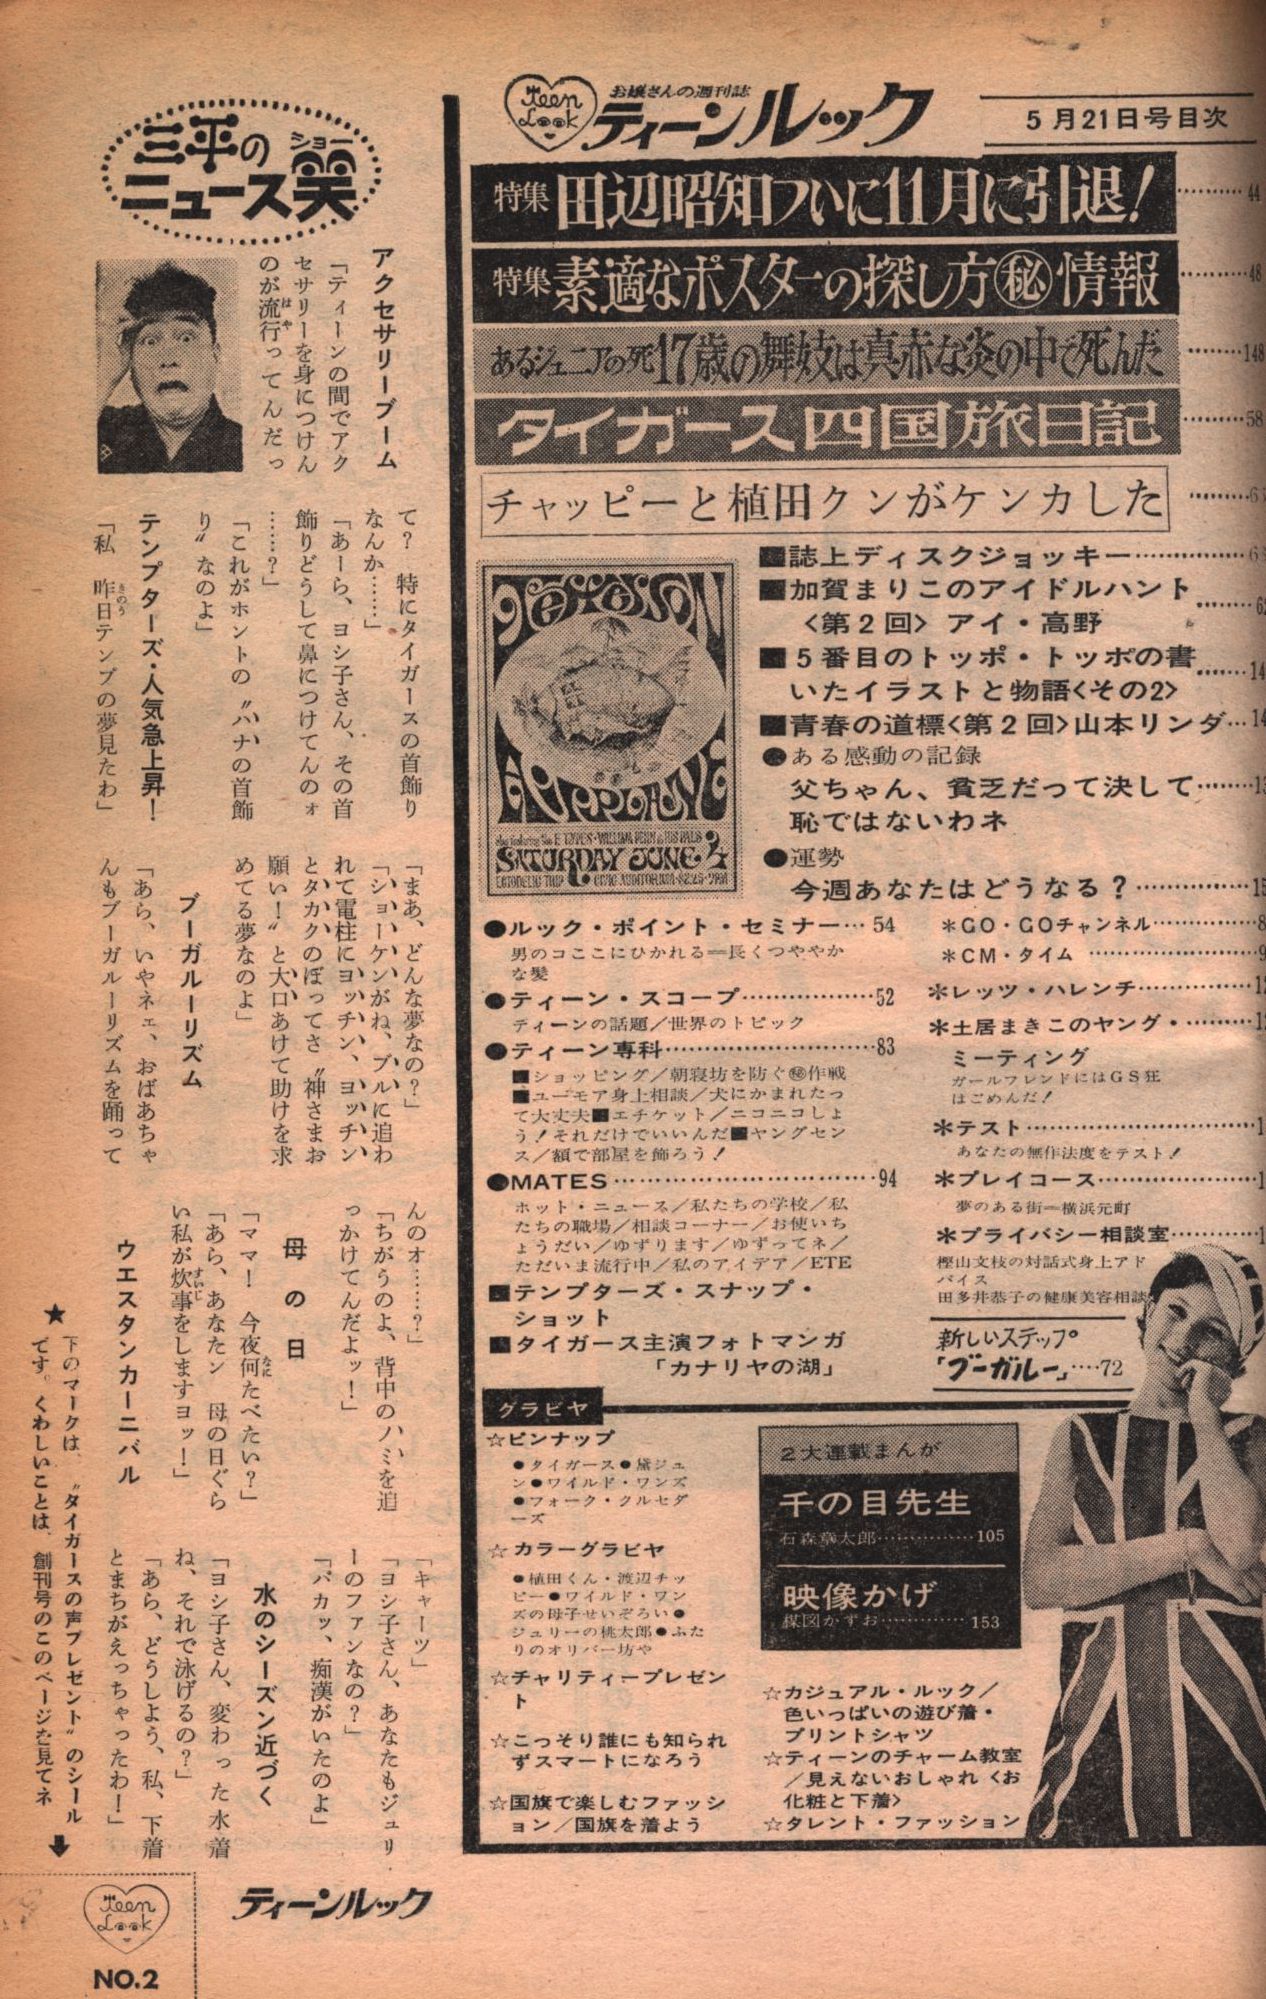 Teen Look
お嬢さんの週刊誌
ティーンルック
5月21日号目次
特集 田辺昭知ついに11月に引退！………44
特集 素適なポスターの探し方㊙情報………48
あるジュニアの死 17歳の舞妓は真赤な炎の中で死んだ………148
タイガース四国旅日記………58
チャッピーと植田クンがケンカした
■誌上ディスクジョッキー
■加賀まりこのアイドルハント
〈第2回〉 アイ・高野
■5番目のトッポ・トッポの書
いたイラストと物語〈その2〉
■青春の道標〈第2回〉山本リンダ
●ある感動の記録
父ちゃん、貧乏だって決して
恥ではないわネ
●運勢
今週あなたはどうなる？
JEFFERSON
AIRPLANE
SATURDAY JUNE 4
CIVIC AUDITORIUM
●ルック・ポイント・セミナー…54
男のコここにひかれる＝長くつややか
な髪
●ティーン・スコープ………52
ティーンの話題／世界のトピック
●ティーン専科………83
■ショッピング／朝寝坊を防ぐ㊙作戦
■ユーモア身上相談／犬にかまれたっ
て大丈夫■エチケット／ニコニコしょ
う！それだけでいいんだ■ヤングセン
ス／額で部屋を飾ろう！
●MATES………94
ホット・ニュース／私たちの学校／私
たちの職場／相談コーナー／お使いち
ょうだい／ゆずります／ゆずってネ／
ただいま流行中／私のアイデア／ETE
■テンプターズ・スナップ・
ショット
■タイガース主演フォトマンガ
「カナリヤの湖」
＊GO・GOチャンネル
＊CM・タイム
＊レッツ・ハレンチ
＊土居まきこのヤング・
ミーティング
ガールフレンドにはGS狂
はごめんだ！
＊テスト
あなたの無作法度をテスト！
＊プレイコース
夢のある街＝横浜元町
＊プライバシー相談室
樫山文枝の対話式身上アド
バイス
田多井恭子の健康美容相談
新しいステップ
「ブーガルー」…72
グラビヤ
☆ピンナップ
●タイガース●黛ジュ
ン●ワイルド・ワンズ
●フォーク・クルセダ
ーズ
☆カラーグラビヤ
●植田くん・渡辺チッ
ピー●ワイルド・ワン
ズの母子せいぞろい●
ジュリーの桃太郎●ふた
りのオリバー坊や
☆チャリティープレゼン
ト
☆こっそり誰にも知られ
ずスマートになろう
☆国旗で楽しむファッシ
ョン／国旗を着よう
2大連載まんが
千の目先生
石森章太郎………105
映像かげ
楳図かずお………153
☆カジュアル・ルック／
色いっぱいの遊び着・
プリントシャツ
☆ティーンのチャーム教室
／見えないおしゃれ〈お
化粧と下着〉
☆タレント・ファッション
三平の
ニュース笑
ショー
アクセサリーブーム
「ティーンの間でアク
セサリーを身につけん
のが流行ってんだっ
はや
て？　特にタイガースの首飾り
なんか……」
「あーら、ヨシ子さん、その首
飾りどうして鼻につけてんのォ
……？」
「これがホントの〝ハナの首飾
り〟なのよ」
テンプターズ・人気急上昇！
「私　昨日テンプの夢見たわ」
きのう
「まあ、どんな夢なの？」
「ショーケンがね、ブルに追わ
れて電柱にヨッチン、ヨッチン
とタカクのぼってさ〝神さまお
願い！〟と大口あけて助けを求
めてる夢なのよ」
ブーガルーリズム
「あら、いやネェ、おばあちゃ
んもブーガルーリズムを踊って
んのオ……？」
「ちがうのよ、背中のノミを追
っかけてんだよッ！」
母の日
「ママ！　今夜何たべたい？」
なに
「あら、あなたン　母の日ぐら
い私が炊事をしますヨッ！」
すいじ
ウエスタンカーニバル
「キャーツ」
「ヨシ子さん、あなたもジュリ
ーのファンなの？」
「バカッ、痴漢がいたのよ」
水のシーズン近づく
「ヨシ子さん、変わった水着
ね、それで泳げるの？」
「あら、どうしよう、私、下着
とまちがえっちゃったわ！」
★下のマークは、〝タイガースの声プレゼント〟のシール
です。くわしいことは、創刊号のこのページを見てネ
Teen Look
NO.2
ティーンルック